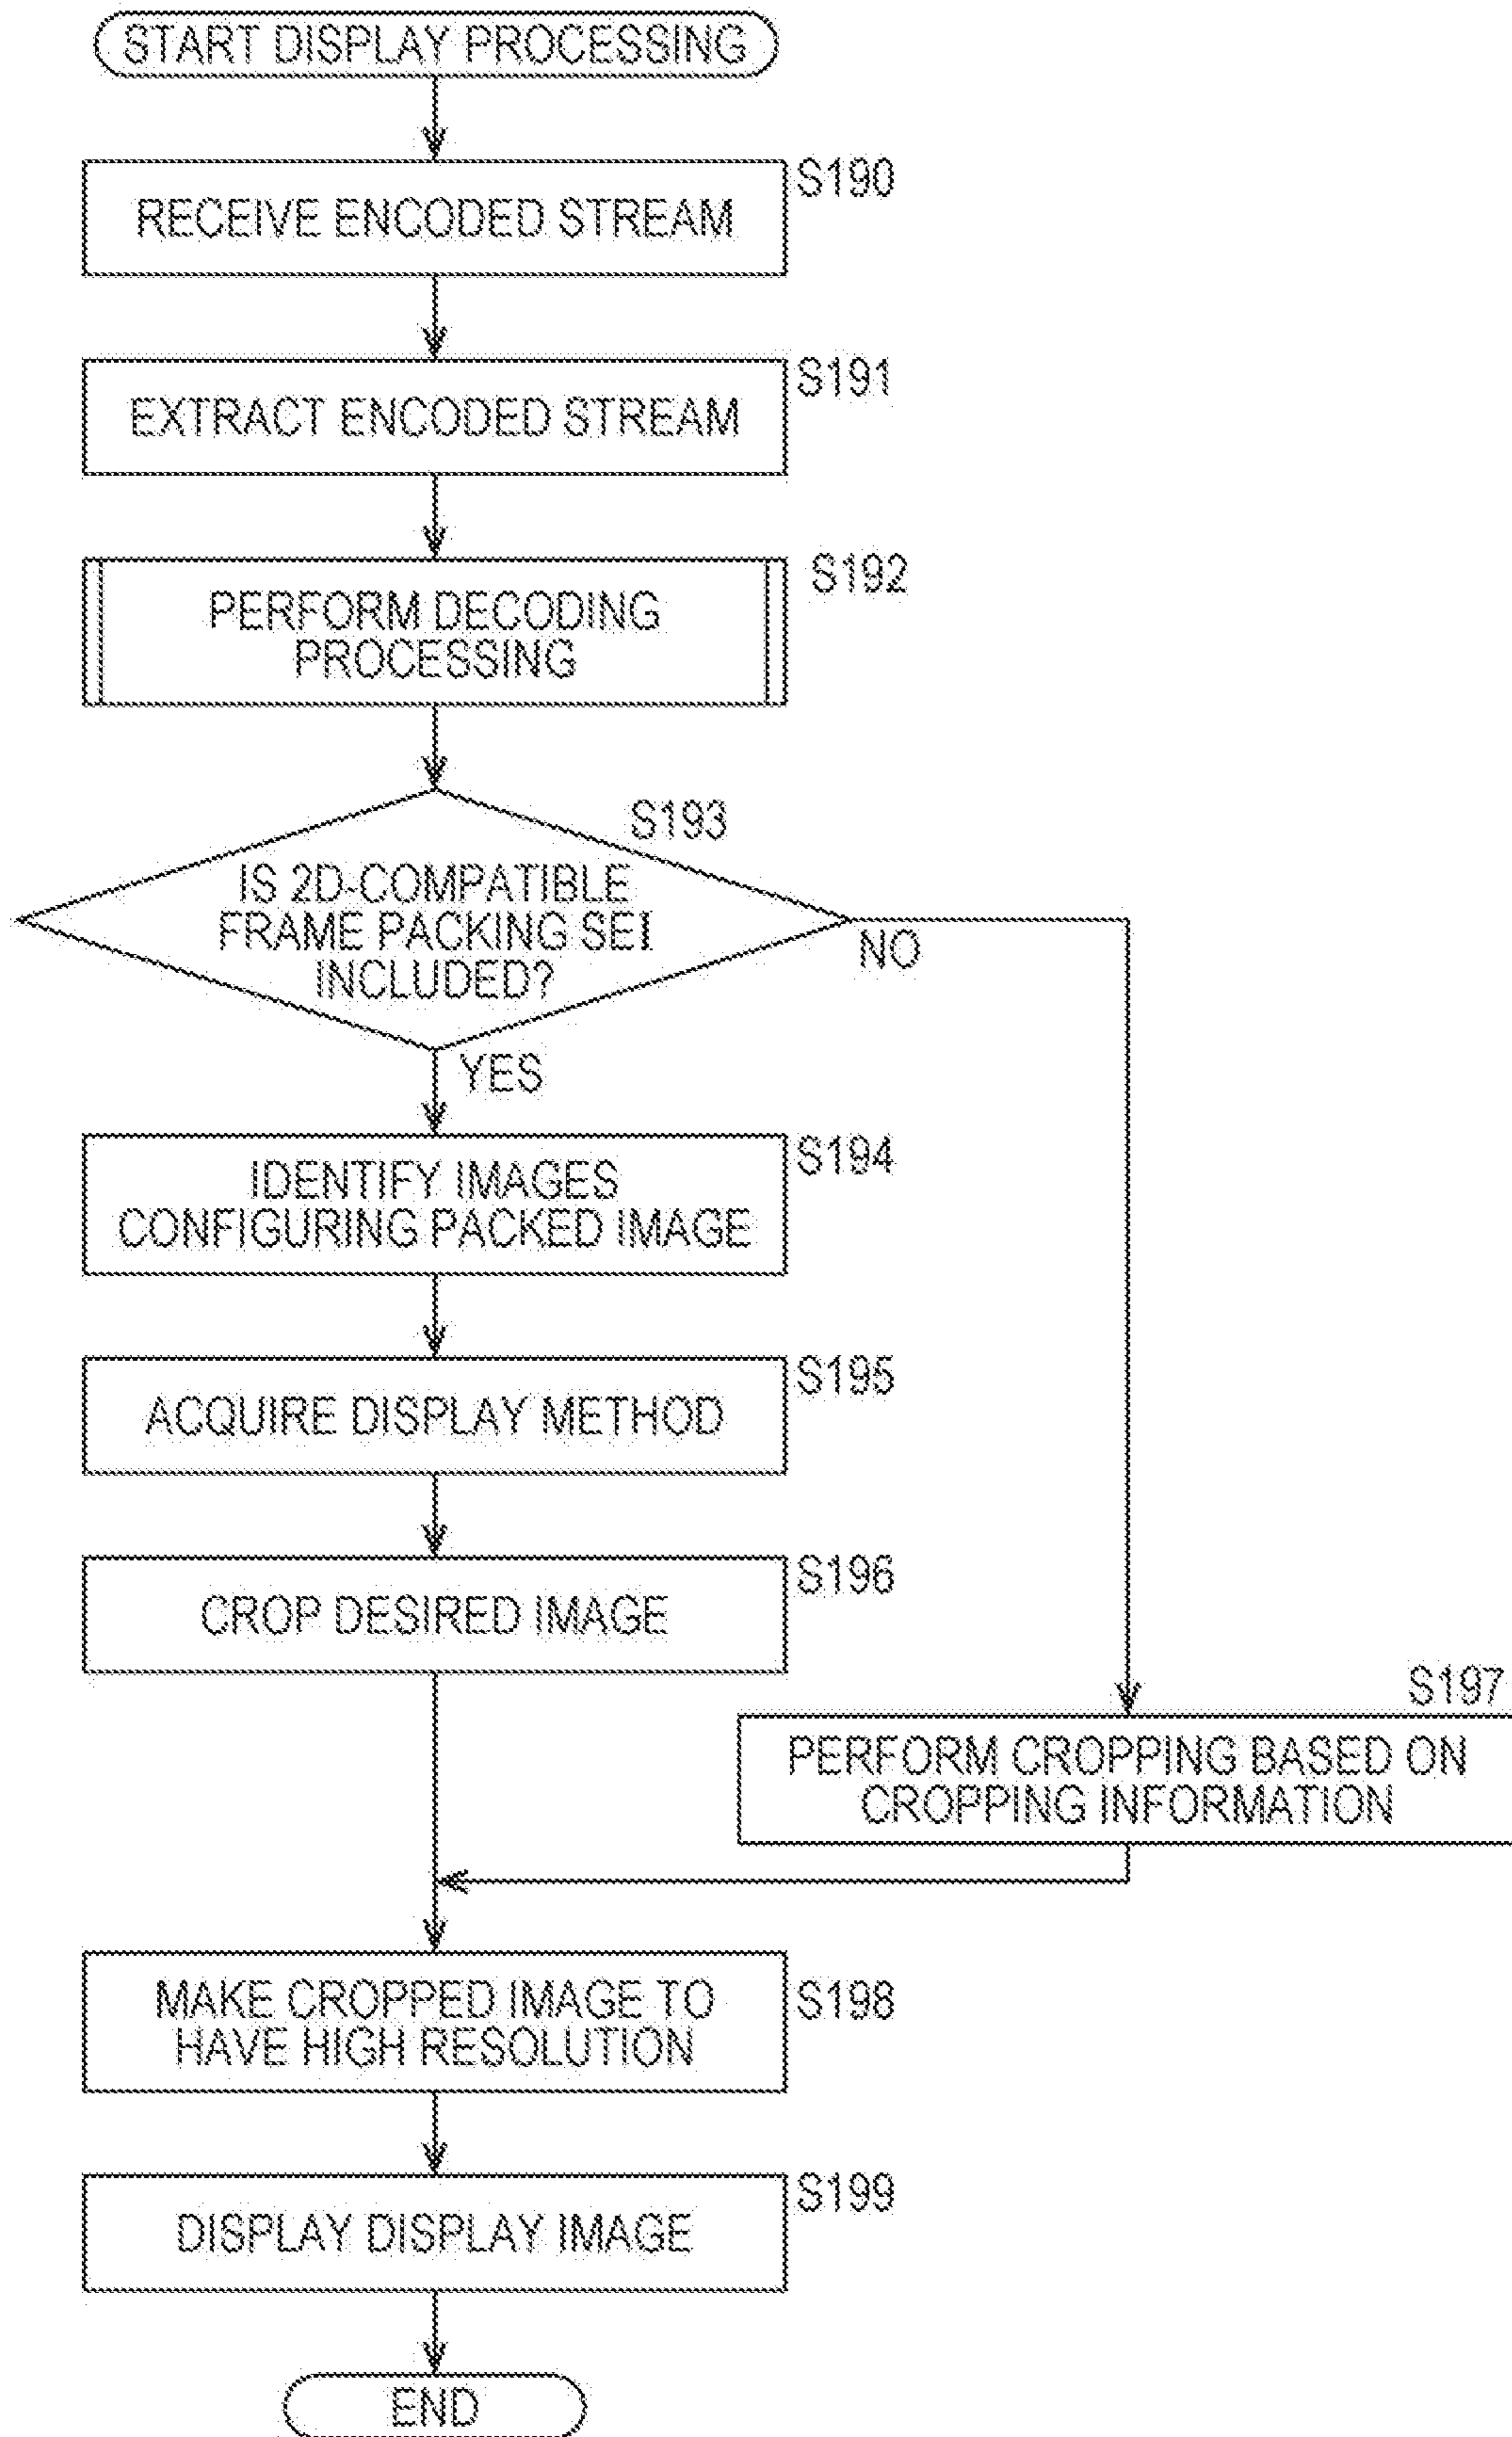 START DISPLAY PROCESSING
S190
RECEIVE ENCODED STREAM
S191
EXTRACT ENCODED STREAM
S192
PERFORM DECODING
PROCESSING
S193
IS 2D-COMPATIBLE
FRAME PACKING SEI
INCLUDED?
NO
YES
S194
IDENTIFY IMAGES
CONFIGURING PACKED IMAGE
S195
ACQUIRE DISPLAY METHOD
S196
CROP DESIRED IMAGE
S197
PERFORM CROPPING BASED ON
CROPPING INFORMATION
S198
MAKE CROPPED IMAGE TO
HAVE HIGH RESOLUTION
S199
DISPLAY DISPLAY IMAGE
END